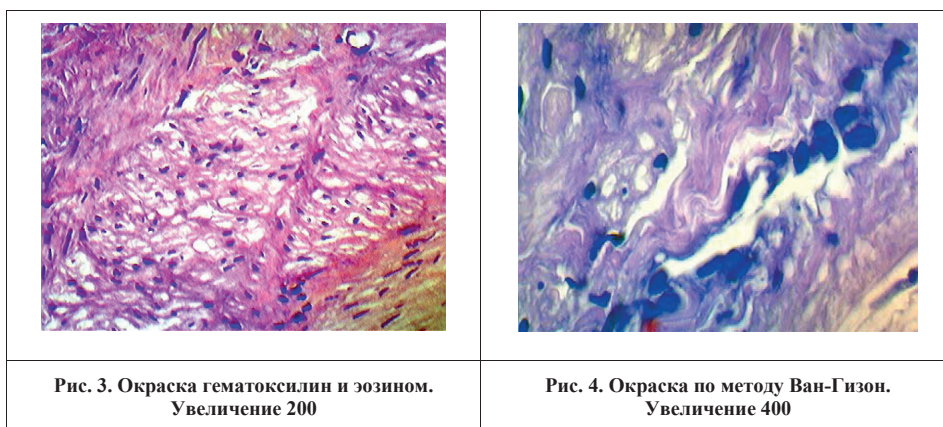 Рис. 3. Окраска гематоксилин и эозином.
Увеличение 200
Рис. 4. Окраска по методу Ван-Гизон.
Увеличение 400